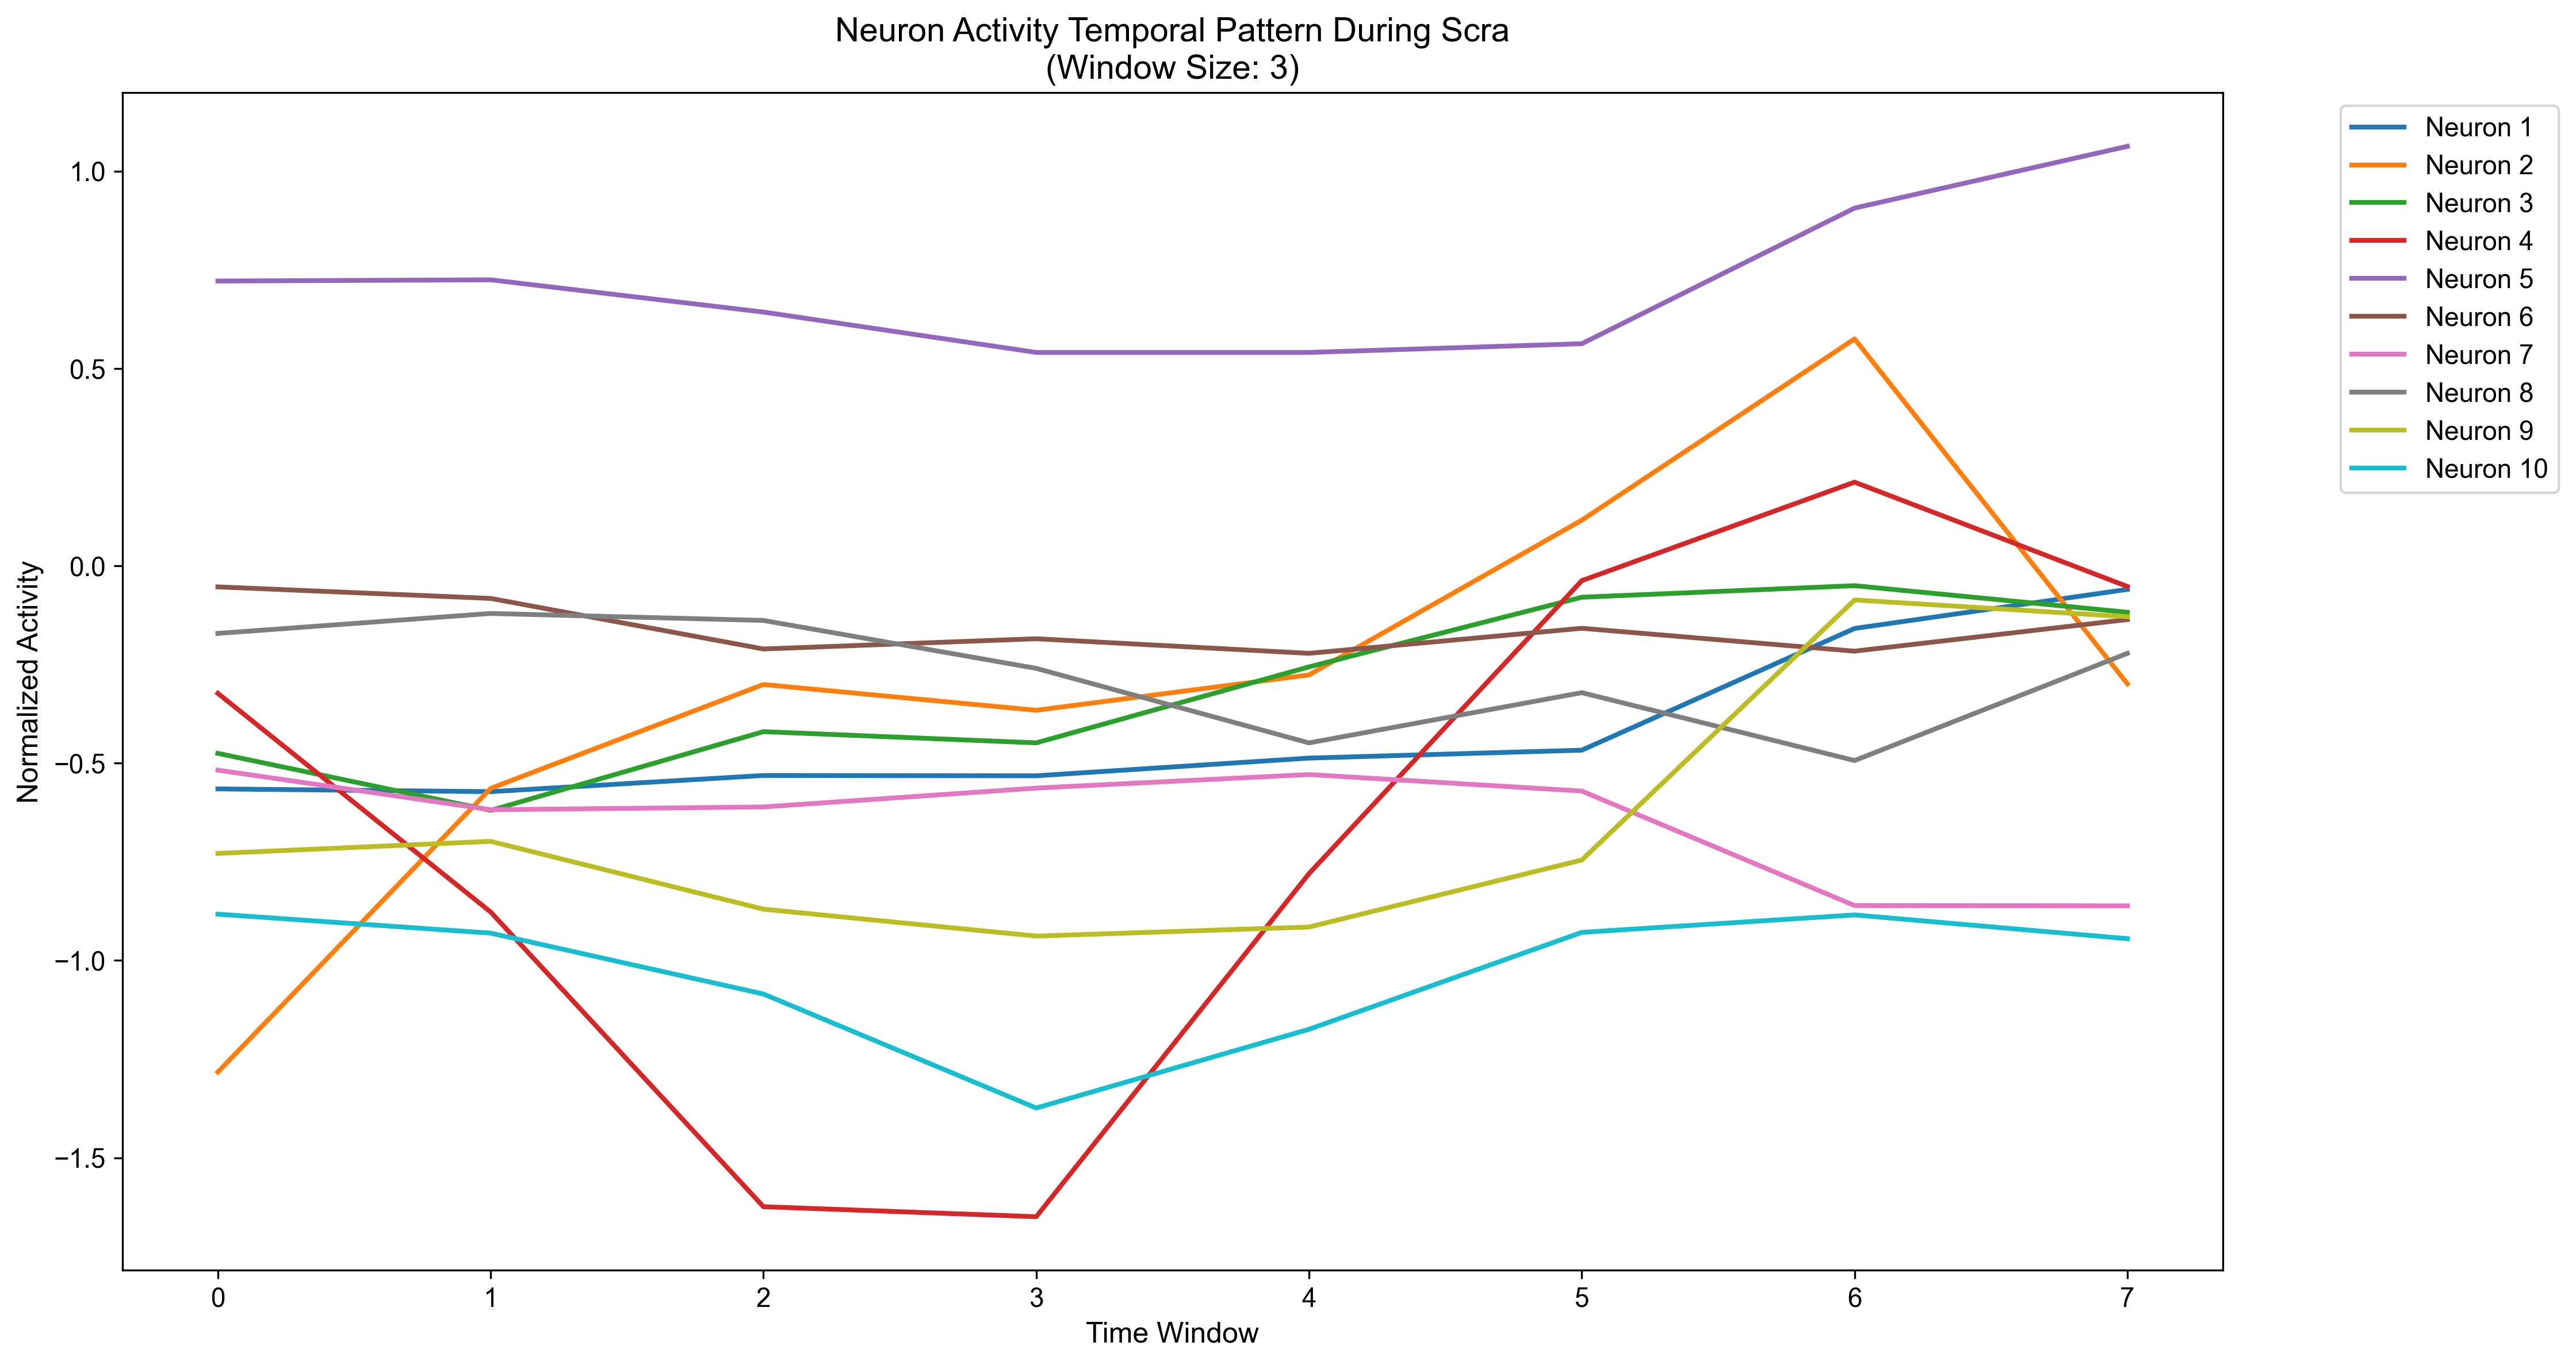 Neuron Activity Temporal Pattern During Scra
(Window Size: 3)
Normalized Activity
1.0
0.5
0.0
−0.5
−1.0
−1.5
0 1 2 3 4 5 6 7
Time Window
Neuron 1
Neuron 2
Neuron 3
Neuron 4
Neuron 5
Neuron 6
Neuron 7
Neuron 8
Neuron 9
Neuron 10